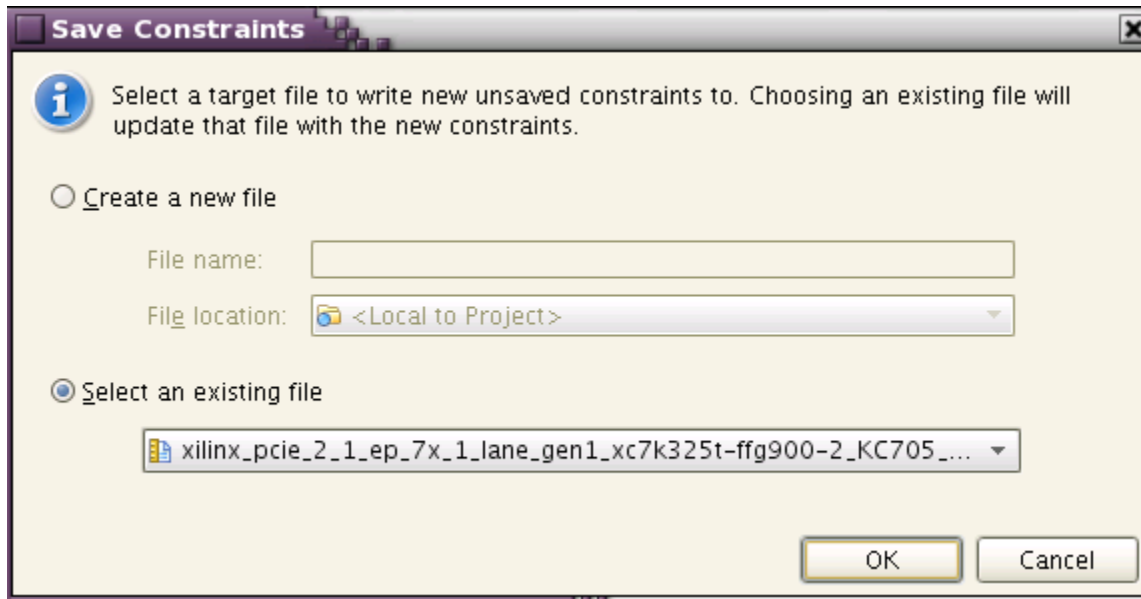 Save Constraints
Select a target file to write new unsaved constraints to. Choosing an existing file will
update that file with the new constraints.
Create a new file
File name:
File location: <Local to Project>
Select an existing file
xilinx_pcie_2_1_ep_7x_1_lane_gen1_xc7k325t-ffg900-2_KC705_...
OK Cancel